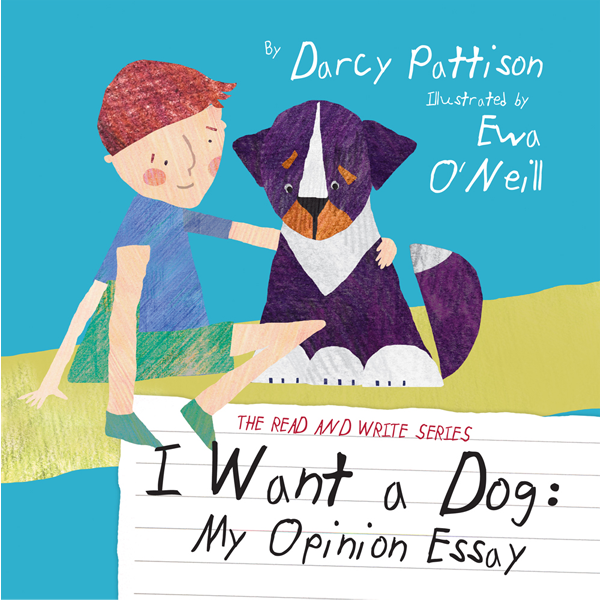 By Darcy Pattison
Illustrated by
Ewa
O'Neill
THE READ AND WRITE SERIES
I Want a Dog:
My Opinion Essay